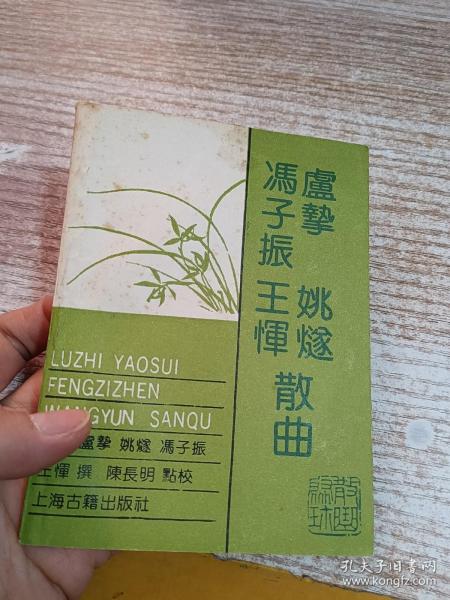 盧摯 姚燧
馮子振 王惲 散曲
LUZHI YAOSUI
FENGZIZHEN
WANGYUN SANQU
盧摯 姚燧 馮子振
王惲 撰 陳長明 點校
上海古籍出版社
孔夫子旧书网
www.kongfz.com